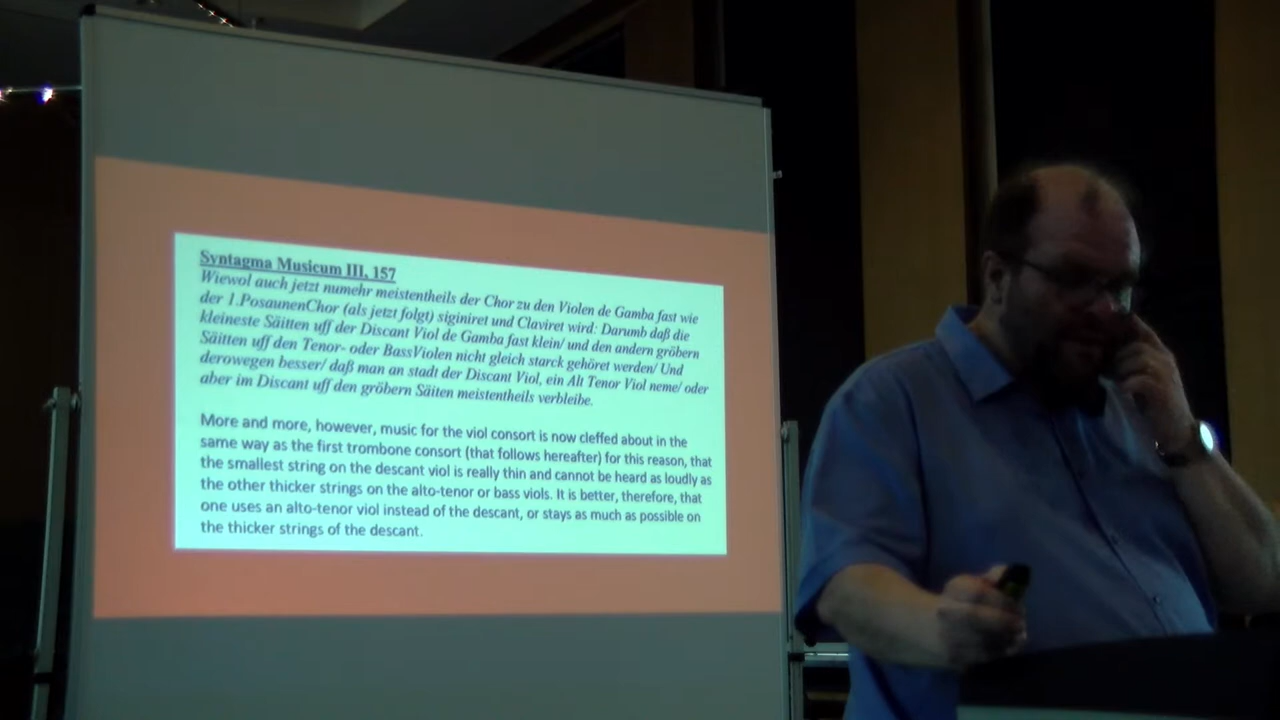 Syntagma Musicum III, 157
Wiewol auch jetzt numehr meistentheils der Chor zu den Violen de Gamba fast wie
der 1.PosaunenChor (als jetzt folgt) siginiret und Claviret wird: Darumb daß die
kleineste Säitten uff der Discant Viol de Gamba fast klein/ und den andern gröbern
Säitten uff den Tenor- oder BassViolen nicht gleich starck gehöret werden/ Und
derowegen besser/ daß man an stadt der Discant Viol, ein Alt Tenor Viol neme/ oder
aber im Discant uff den gröbern Säiten meistentheils verbleibe.
More and more, however, music for the viol consort is now cleffed about in the
same way as the first trombone consort (that follows hereafter) for this reason, that
the smallest string on the descant viol is really thin and cannot be heard as loudly as
the other thicker strings on the alto-tenor or bass viols. It is better, therefore, that
one uses an alto-tenor viol instead of the descant, or stays as much as possible on
the thicker strings of the descant.